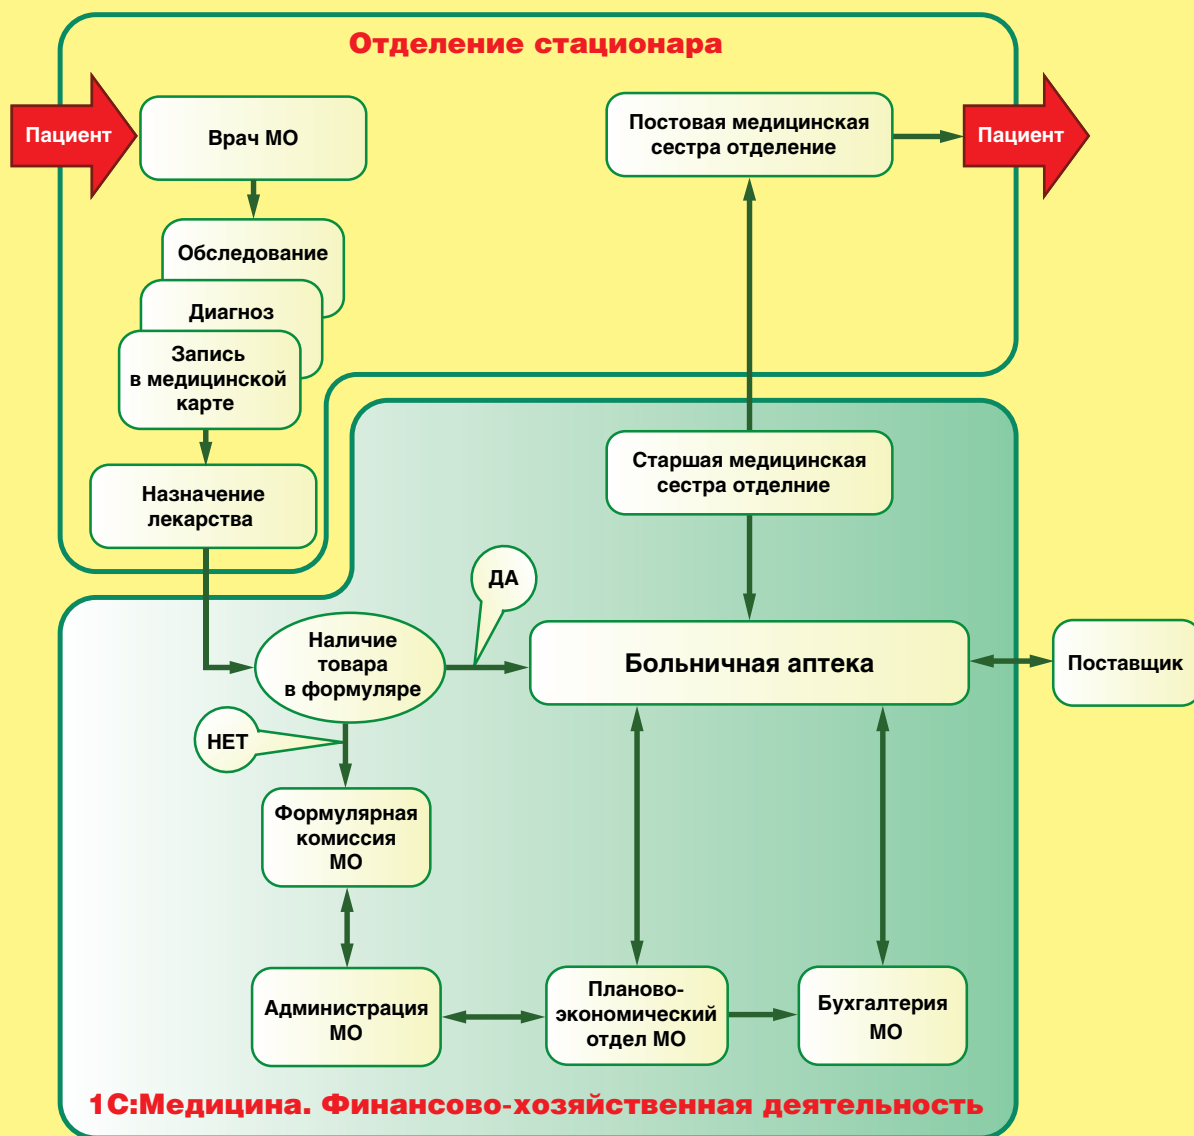 Отделение стационара
Пациент
Врач МО
Постовая медицинская
сестра отделение
Пациент
Обследование
Диагноз
Запись
в медицинской
карте
Назначение
лекарства
Старшая медицинская
сестра отделние
ДА
Наличие
товара
в формуляре
Больничная аптека
Поставщик
НЕТ
Формулярная
комиссия
МО
Администрация
МО
Планово-
экономический
отдел МО
Бухгалтерия
МО
1С:Медицина. Финансово-хозяйственная деятельность